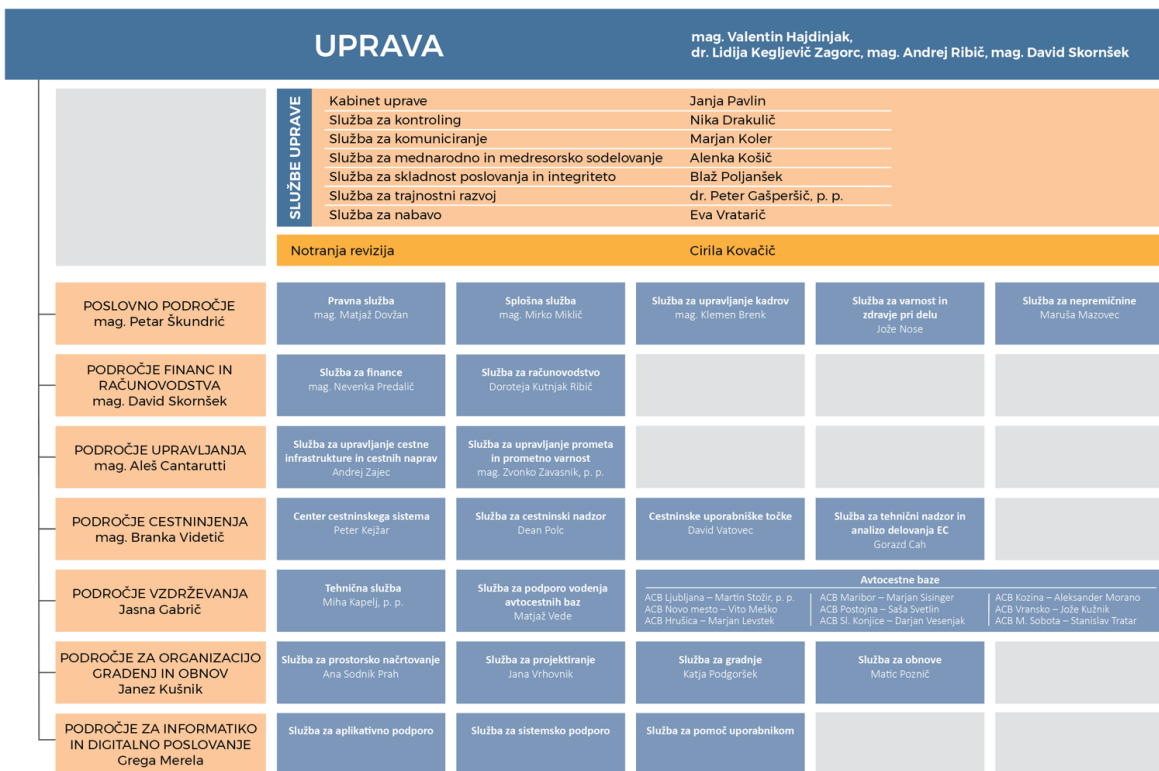 UPRAVA
mag. Valentin Hajdinjak,
dr. Lidija Kegljevič Zagorc, mag. Andrej Ribič, mag. David Skornšek
SLUŽBE UPRAVE
Kabinet uprave Janja Pavlin
Služba za kontroling Nika Drakulič
Služba za komuniciranje Marjan Koler
Služba za mednarodno in medresorsko sodelovanje Alenka Košič
Služba za skladnost poslovanja in integriteto Blaž Poljanšek
Služba za trajnostni razvoj dr. Peter Gašperšič, p. p.
Služba za nabavo Eva Vratarič
Notranja revizija Cirila Kovačič
POSLOVNO PODROČJE
mag. Petar Škundrić
Pravna služba
mag. Matjaž Dovžan
Splošna služba
mag. Mirko Miklič
Služba za upravljanje kadrov
mag. Klemen Brenk
Služba za varnost in
zdravje pri delu
Jože Nose
Služba za nepremičnine
Maruša Mazovec
PODROČJE FINANC IN
RAČUNOVODSTVA
mag. David Skornšek
Služba za finance
mag. Nevenka Predalič
Služba za računovodstvo
Doroteja Kutnjak Ribič
PODROČJE UPRAVLJANJA
mag. Aleš Cantarutti
Služba za upravljanje cestne
infrastrukture in cestnih naprav
Andrej Zajec
Služba za upravljanje prometa
in prometno varnost
mag. Zvonko Zavasnik, p. p.
PODROČJE CESTNINJENJA
mag. Branka Videtič
Center cestninskega sistema
Peter Kejžar
Služba za cestninski nadzor
Dean Polc
Cestninske uporabniške točke
David Vatovec
Služba za tehnični nadzor in
analizo delovanja EC
Gorazd Cah
PODROČJE VZDRŽEVANJA
Jasna Gabrič
Tehnična služba
Miha Kapelj, p. p.
Služba za podporo vodenja
avtocestnih baz
Matjaž Vede
Avtocestne baze
ACB Ljubljana – Martin Stožir, p. p.
ACB Novo mesto – Vito Meško
ACB Hrušica – Marjan Levstek
ACB Maribor – Marjan Sisinger
ACB Postojna – Saša Svetlin
ACB Sl. Konjice – Darjan Vesenjak
ACB Kozina – Aleksander Morano
ACB Vransko – Jože Kužnik
ACB M. Sobota – Stanislav Tratar
PODROČJE ZA ORGANIZACIJO
GRADENJ IN OBNOV
Janez Kušnik
Služba za prostorsko načrtovanje
Ana Sodnik Prah
Služba za projektiranje
Jana Vrhovnik
Služba za gradnje
Katja Podgoršek
Služba za obnove
Matic Poznič
PODROČJE ZA INFORMATIKO
IN DIGITALNO POSLOVANJE
Grega Merela
Služba za aplikativno podporo
Služba za sistemsko podporo
Služba za pomoč uporabnikom